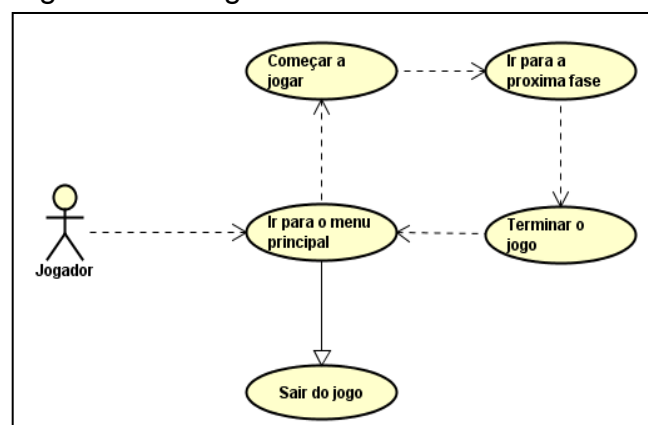 Começar a
jogar
Ir para a
proxima fase
Jogador
Ir para o menu
principal
Terminar o
jogo
Sair do jogo